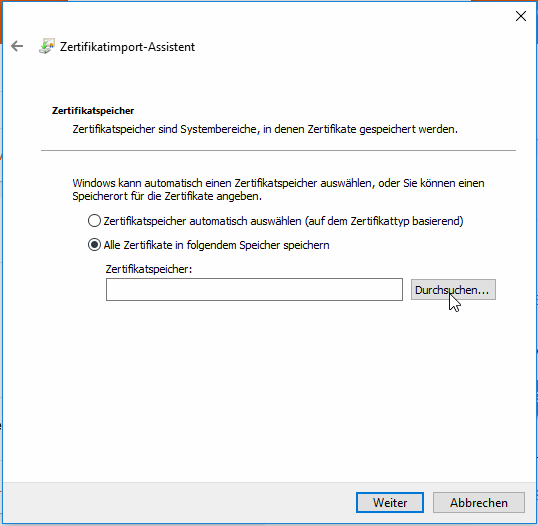 Zertifikatimport-Assistent
Zertifikatspeicher
Zertifikatspeicher sind Systembereiche, in denen Zertifikate gespeichert werden.
Windows kann automatisch einen Zertifikatspeicher auswählen, oder Sie können einen
Speicherort für die Zertifikate angeben.
Zertifikatspeicher automatisch auswählen (auf dem Zertifikattyp basierend)
Alle Zertifikate in folgendem Speicher speichern
Zertifikatspeicher:
Durchsuchen...
Weiter
Abbrechen